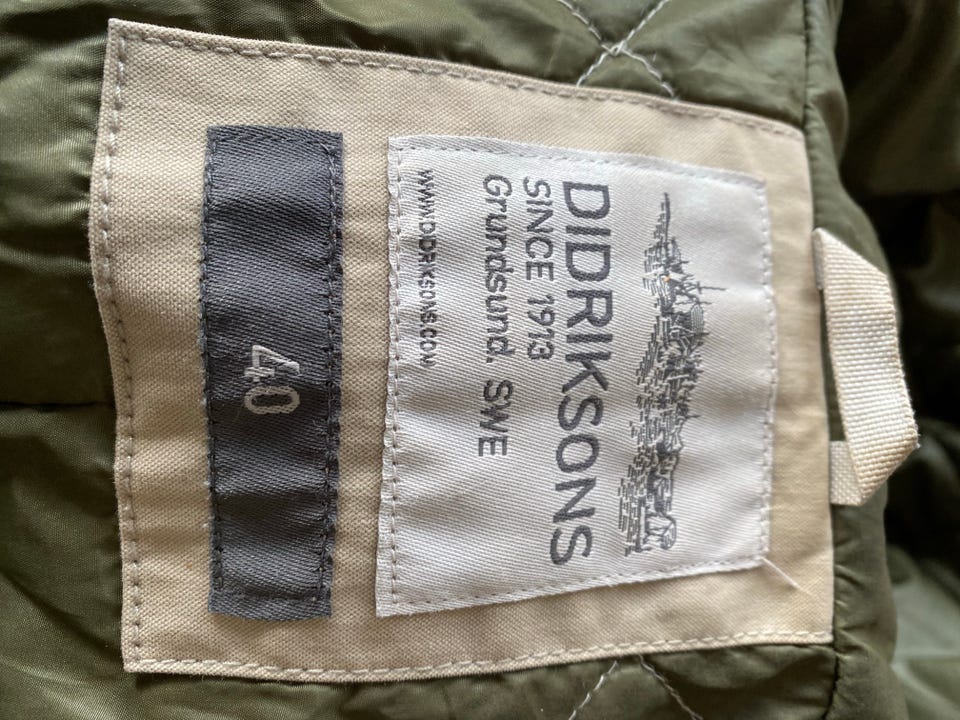 DIDRIKSONS
SINCE 1913
Grundsund. SWE
WWW.DIDRIKSONS.COM
40